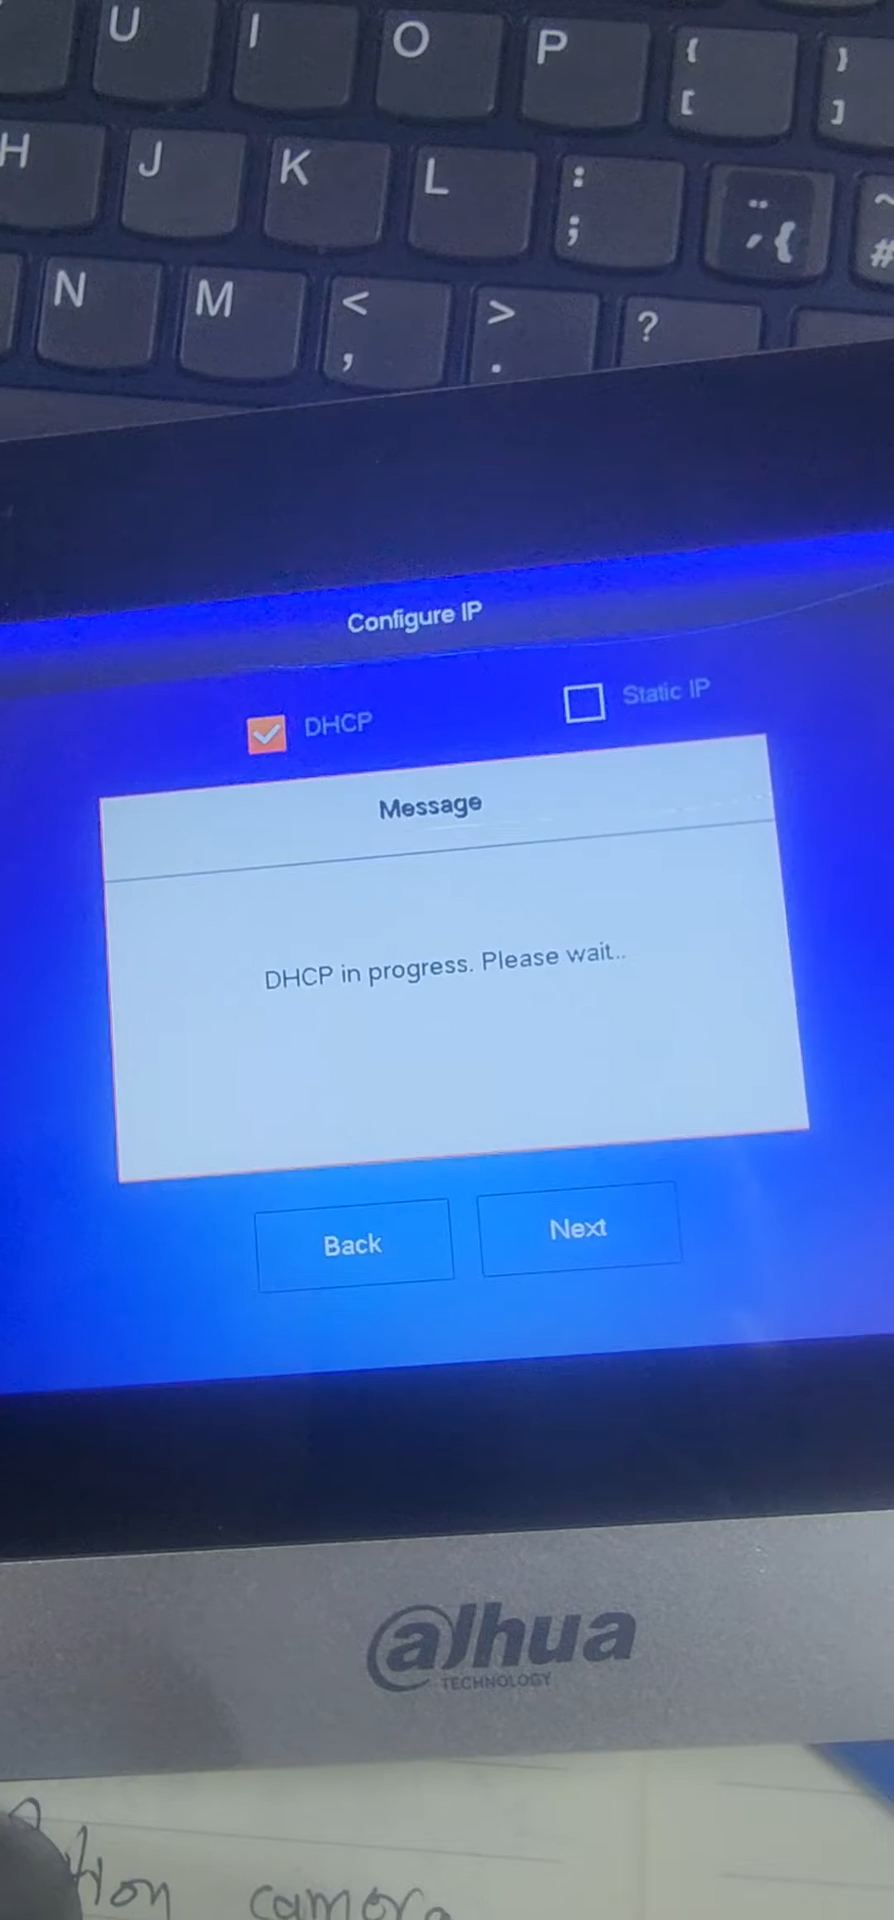 U I O P { [ } ]
H J K L : ; ¨ ´ { ~ #
N M < , > . ?
Configure IP
DHCP Static IP
Message
DHCP in progress. Please wait..
Back Next
alhua
TECHNOLOGY
camera